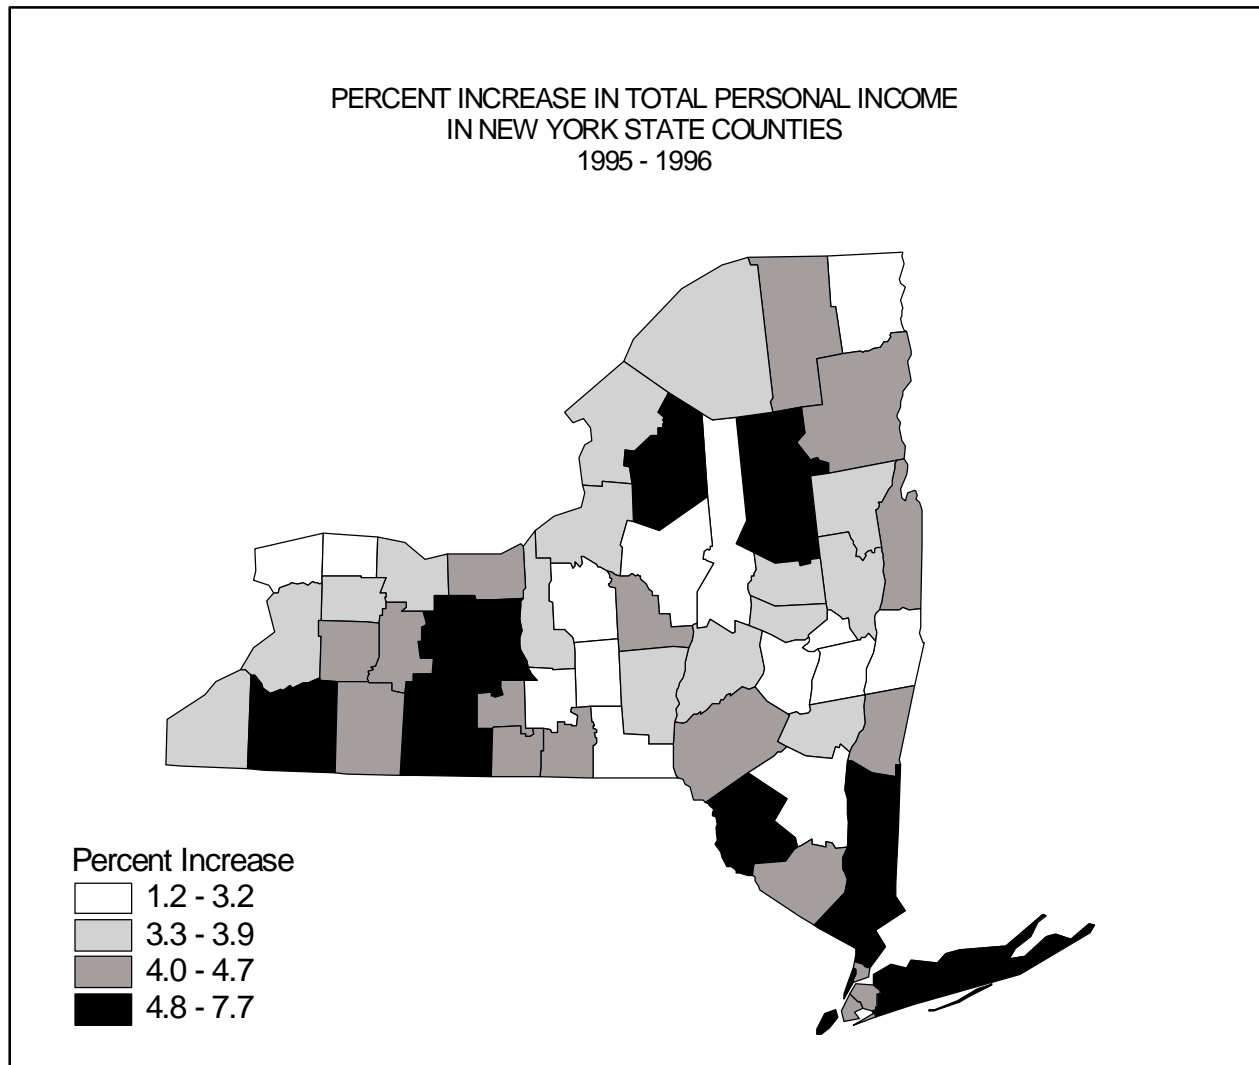 PERCENT INCREASE IN TOTAL PERSONAL INCOME
IN NEW YORK STATE COUNTIES
1995 - 1996
Percent Increase
1.2 - 3.2
3.3 - 3.9
4.0 - 4.7
4.8 - 7.7